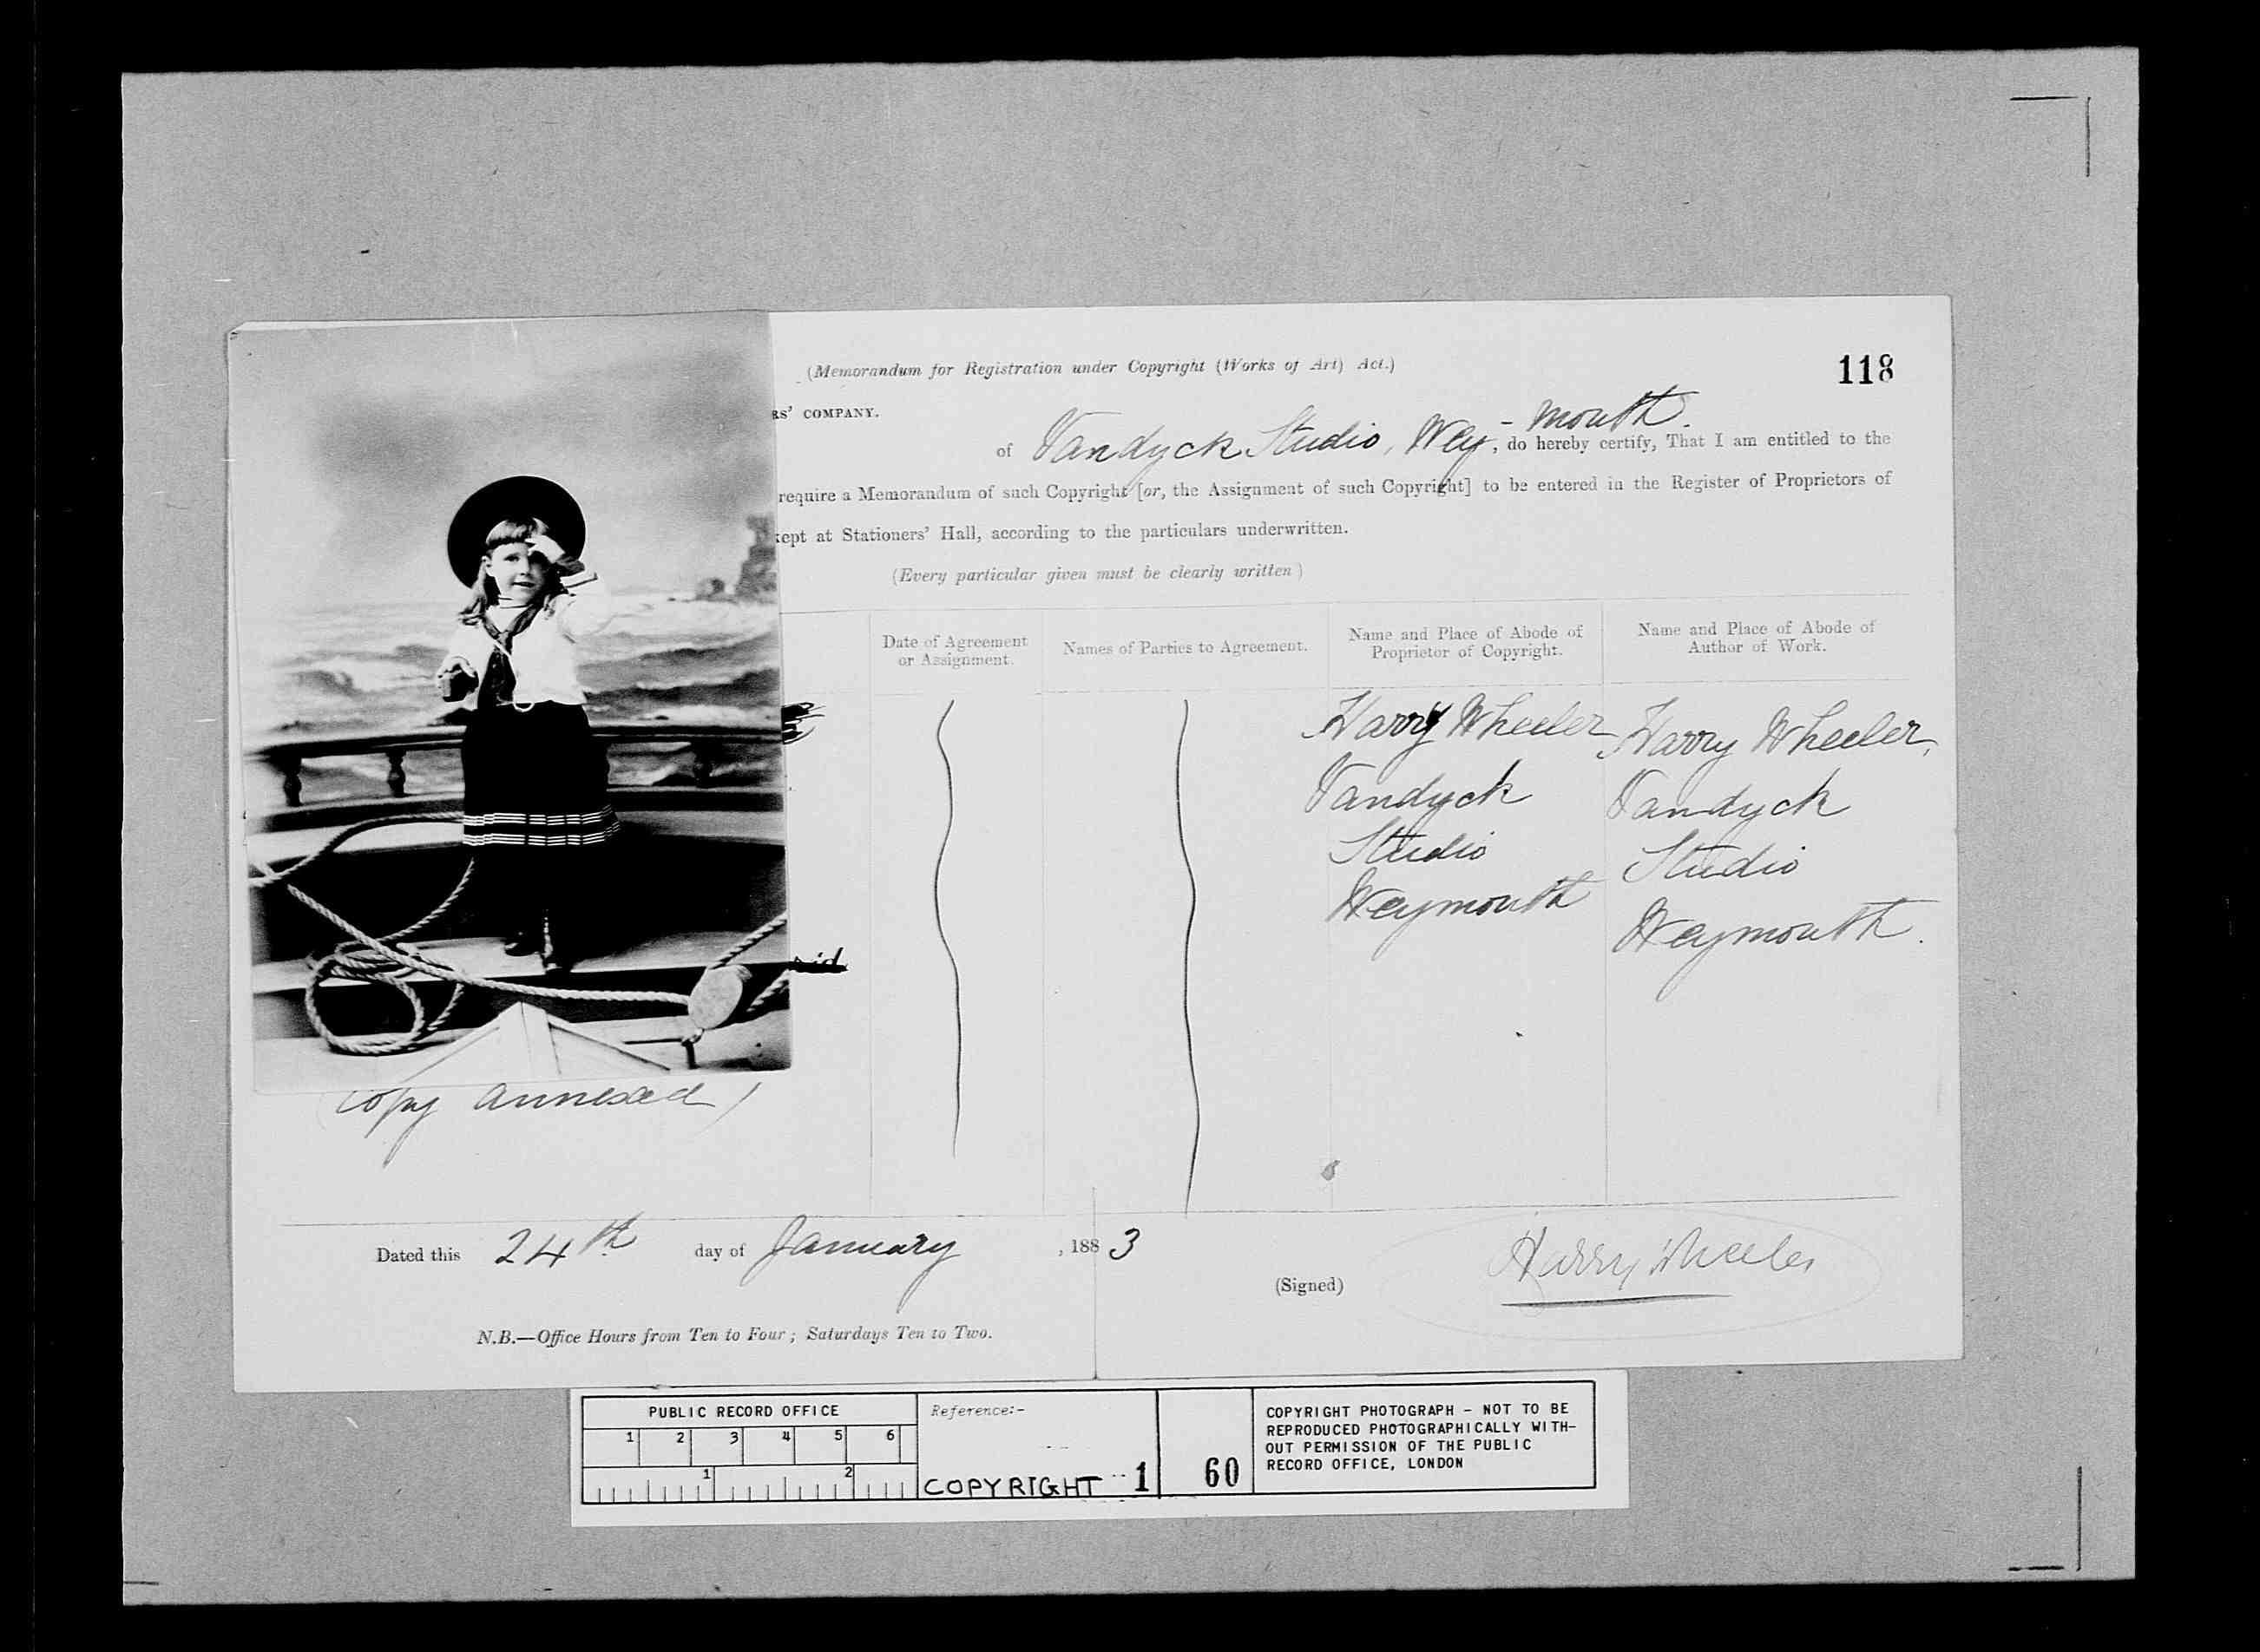 (Memorandum for Registration under Copyright (Works of Art) Act.)
118
RS' COMPANY.
of Vandyck Studio, Wey-mouth., do hereby certify, That I am entitled to the
require a Memorandum of such Copyright [or, the Assignment of such Copyright] to be entered in the Register of Proprietors of
kept at Stationers' Hall, according to the particulars underwritten.
(Every particular given must be clearly written)
Date of Agreement
or Assignment.
Names of Parties to Agreement.
Name and Place of Abode of
Proprietor of Copyright.
Name and Place of Abode of
Author of Work.
Harry Wheeler
Vandyck
Studio
Weymouth
Harry Wheeler,
Vandyck
Studio
Weymouth.
Copy annexed)
Dated this 24th day of January, 1883
(Signed) Harry Wheeler
N.B.—Office Hours from Ten to Four; Saturdays Ten to Two.
PUBLIC RECORD OFFICE
1 2 3 4 5 6
1 2
Reference:-
COPYRIGHT 1
60
COPYRIGHT PHOTOGRAPH - NOT TO BE
REPRODUCED PHOTOGRAPHICALLY WITH-
OUT PERMISSION OF THE PUBLIC
RECORD OFFICE, LONDON